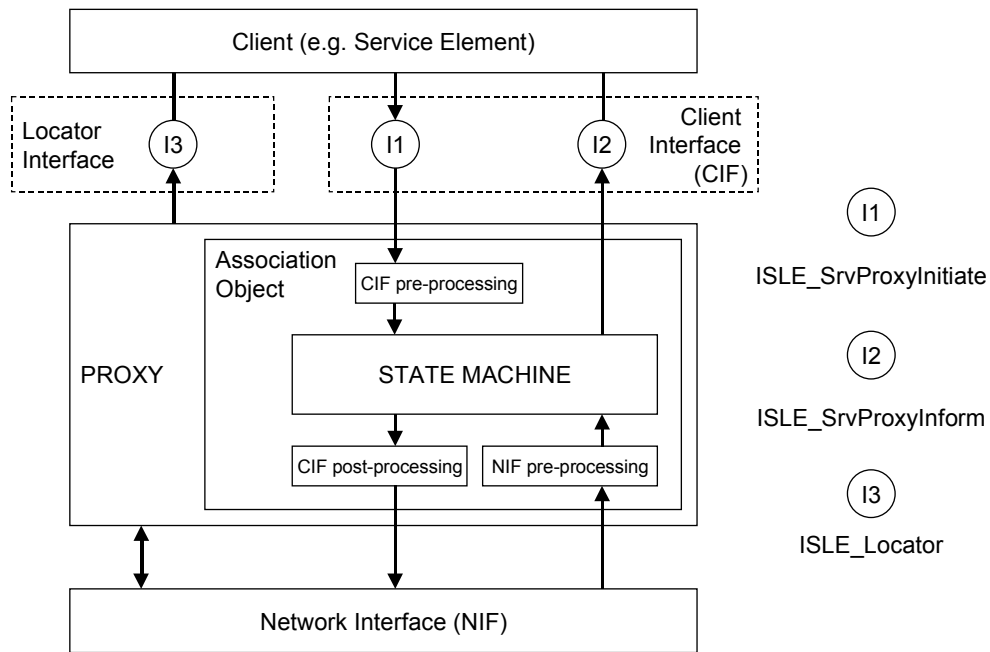 Client (e.g. Service Element)
Locator
Interface
I3
I1
I2
Client
Interface
(CIF)
I1
ISLE_SrvProxyInitiate
Association
Object
CIF pre-processing
PROXY
STATE MACHINE
I2
ISLE_SrvProxyInform
CIF post-processing
NIF pre-processing
I3
ISLE_Locator
Network Interface (NIF)